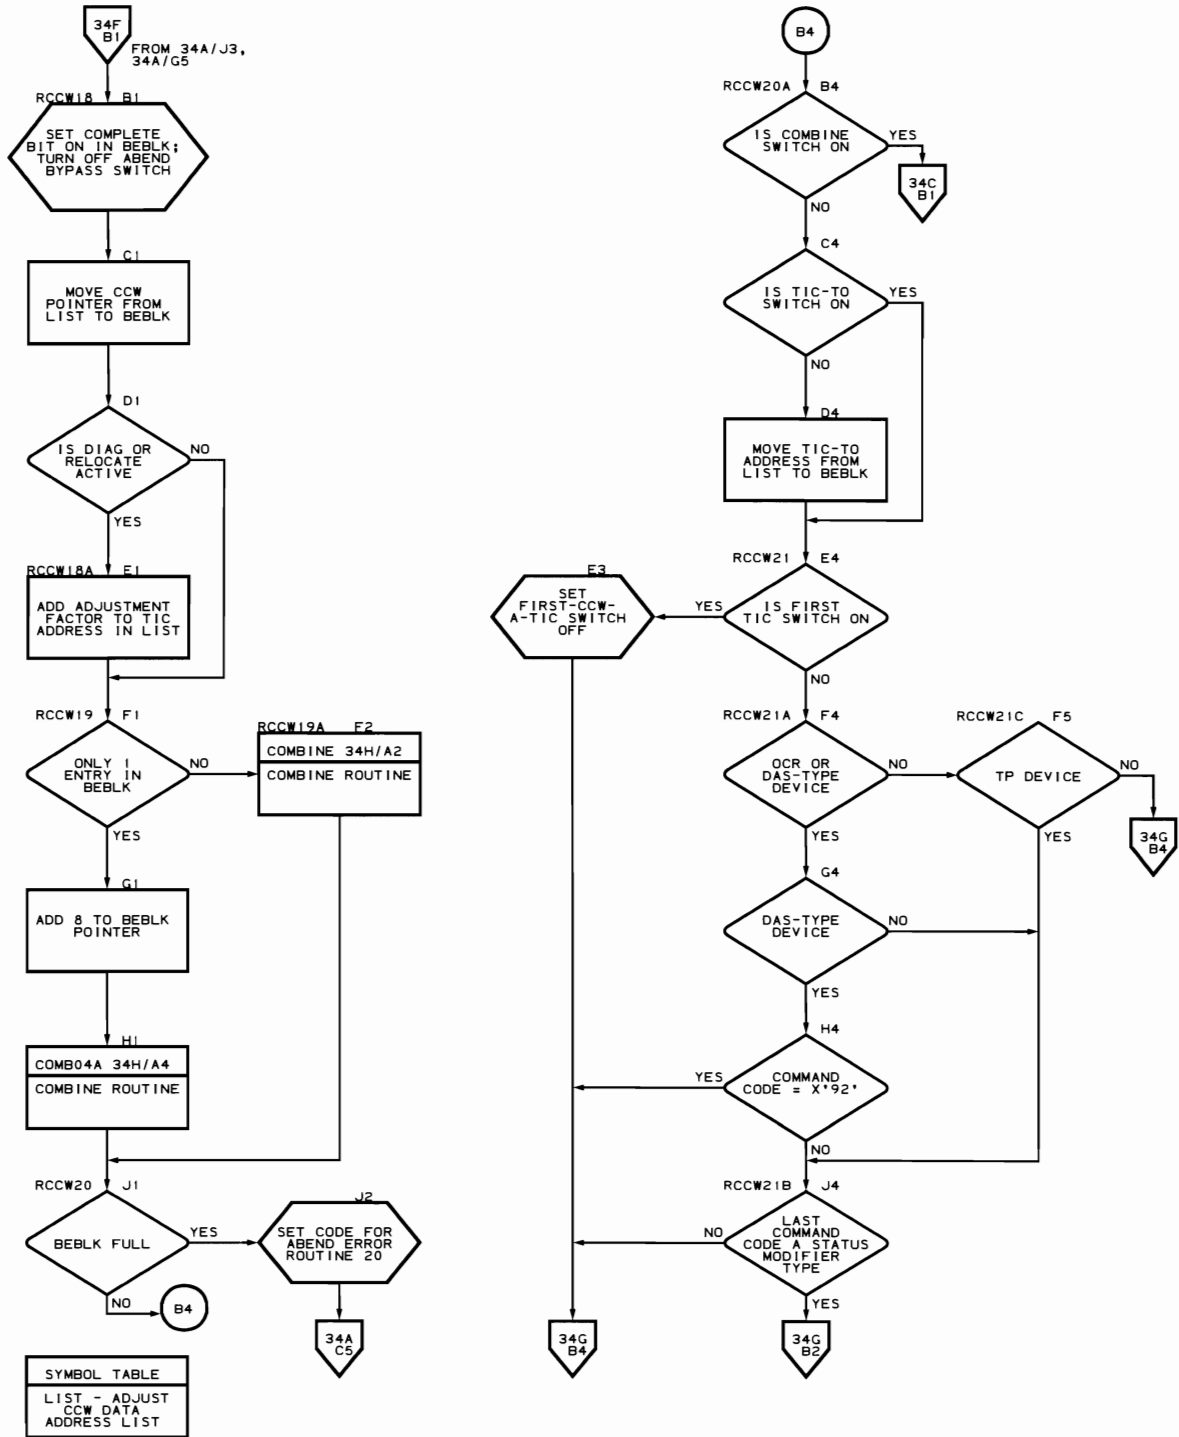 34F
B1
FROM 34A/J3,
34A/G5
RCCW18 B1
SET COMPLETE
BIT ON IN BEBLK;
TURN OFF ABEND
BYPASS SWITCH
C1
MOVE CCW
POINTER FROM
LIST TO BEBLK
D1
IS DIAG OR
RELOCATE
ACTIVE
NO
YES
RCCW18A E1
ADD ADJUSTMENT
FACTOR TO TIC
ADDRESS IN LIST
RCCW19 F1
ONLY 1
ENTRY IN
BEBLK
NO
YES
RCCW19A F2
COMBINE 34H/A2
COMBINE ROUTINE
G1
ADD 8 TO BEBLK
POINTER
H1
COMB04A 34H/A4
COMBINE ROUTINE
RCCW20 J1
BEBLK FULL
YES
NO
B4
J2
SET CODE FOR
ABEND ERROR
ROUTINE 20
34A
C5
SYMBOL TABLE
LIST - ADJUST
CCW DATA
ADDRESS LIST
B4
RCCW20A B4
IS COMBINE
SWITCH ON
YES
34C
B1
NO
C4
IS TIC-TO
SWITCH ON
YES
NO
D4
MOVE TIC-TO
ADDRESS FROM
LIST TO BEBLK
RCCW21 E4
IS FIRST
TIC SWITCH ON
YES
NO
E3
SET
FIRST-CCW-
A-TIC SWITCH
OFF
RCCW21A F4
OCR OR
DAS-TYPE
DEVICE
NO
YES
RCCW21C F5
TP DEVICE
NO
YES
34G
B4
G4
DAS-TYPE
DEVICE
NO
YES
H4
COMMAND
CODE = X'92'
YES
NO
RCCW21B J4
LAST
COMMAND
CODE A STATUS
MODIFIER
TYPE
NO
YES
34G
B4
34G
B2